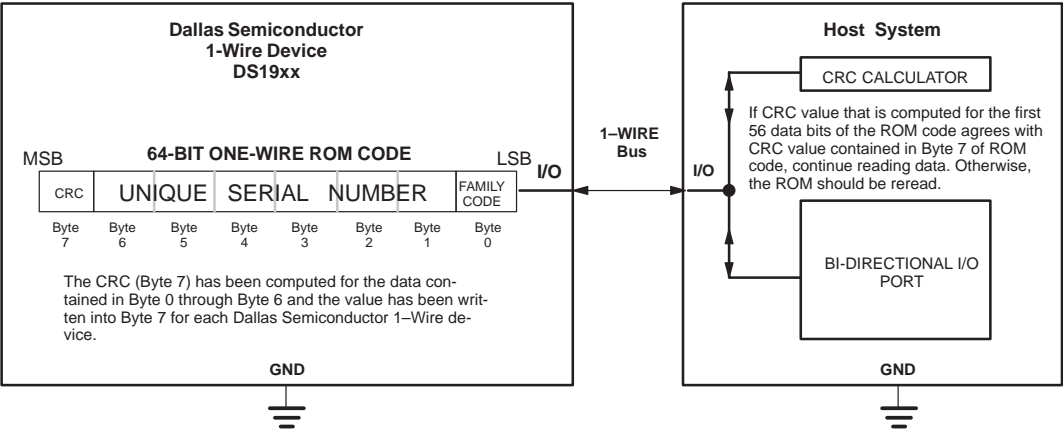 Dallas Semiconductor
1-Wire Device
DS19xx
MSB
64-BIT ONE-WIRE ROM CODE
LSB
I/O
CRC
UNIQUE SERIAL NUMBER
FAMILY
CODE
Byte
7
Byte
6
Byte
5
Byte
4
Byte
3
Byte
2
Byte
1
Byte
0
The CRC (Byte 7) has been computed for the data con-
tained in Byte 0 through Byte 6 and the value has been writ-
ten into Byte 7 for each Dallas Semiconductor 1–Wire de-
vice.
GND
1–WIRE
Bus
Host System
CRC CALCULATOR
If CRC value that is computed for the first
56 data bits of the ROM code agrees with
CRC value contained in Byte 7 of ROM
code, continue reading data. Otherwise,
the ROM should be reread.
I/O
BI-DIRECTIONAL I/O
PORT
GND